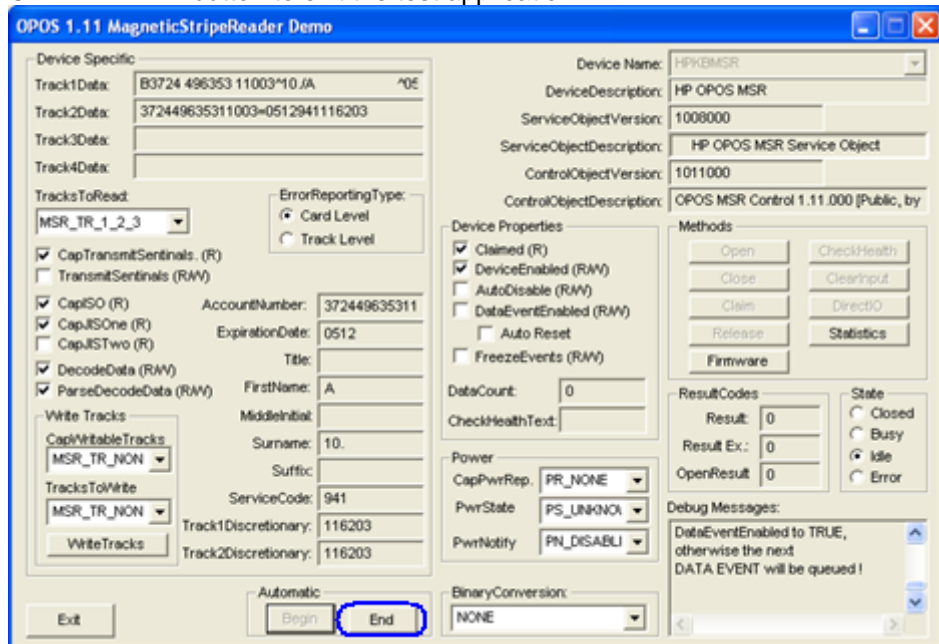 OPOS 1.11 MagneticStripeReader Demo
Device Specific
Track1Data: B3724 496353 11003^10./A ^05
Track2Data: 372449635311003=0512941116203
Track3Data:
Track4Data:
TracksToRead:
MSR_TR_1_2_3
ErrorReportingType:
Card Level
Track Level
CapTransmitSentinals. (R)
TransmitSentinals (R/W)
CapISO (R)
CapJISOne (R)
CapJISTwo (R)
DecodeData (R/W)
ParseDecodeData (R/W)
Write Tracks
CapWritableTracks
MSR_TR_NON
TracksToWrite
MSR_TR_NON
WriteTracks
AccountNumber: 372449635311
ExpirationDate: 0512
Title:
FirstName: A
MiddleInitial:
Surname: 10.
Suffix:
ServiceCode: 941
Track1Discretionary: 116203
Track2Discretionary: 116203
Exit
Automatic
Begin
End
Device Name: HPKBMSR
DeviceDescription: HP OPOS MSR
ServiceObjectVersion: 1008000
ServiceObjectDescription: HP OPOS MSR Service Object
ControlObjectVersion: 1011000
ControlObjectDescription: OPOS MSR Control 1.11.000 [Public, by
Device Properties
Claimed (R)
DeviceEnabled (R/W)
AutoDisable (R/W)
DataEventEnabled (R/W)
Auto Reset
FreezeEvents (R/W)
DataCount: 0
CheckHealthText:
Power
CapPwrRep. PR_NONE
PwrState PS_UNKNO
PwrNotify PN_DISABLI
BinaryConversion:
NONE
Methods
Open CheckHealth
Close ClearInput
Claim DirectIO
Release Statistics
Firmware
ResultCodes
Result: 0
Result Ex.: 0
OpenResult 0
State
Closed
Busy
Idle
Error
Debug Messages:
DataEventEnabled to TRUE,
otherwise the next
DATA EVENT will be queued !